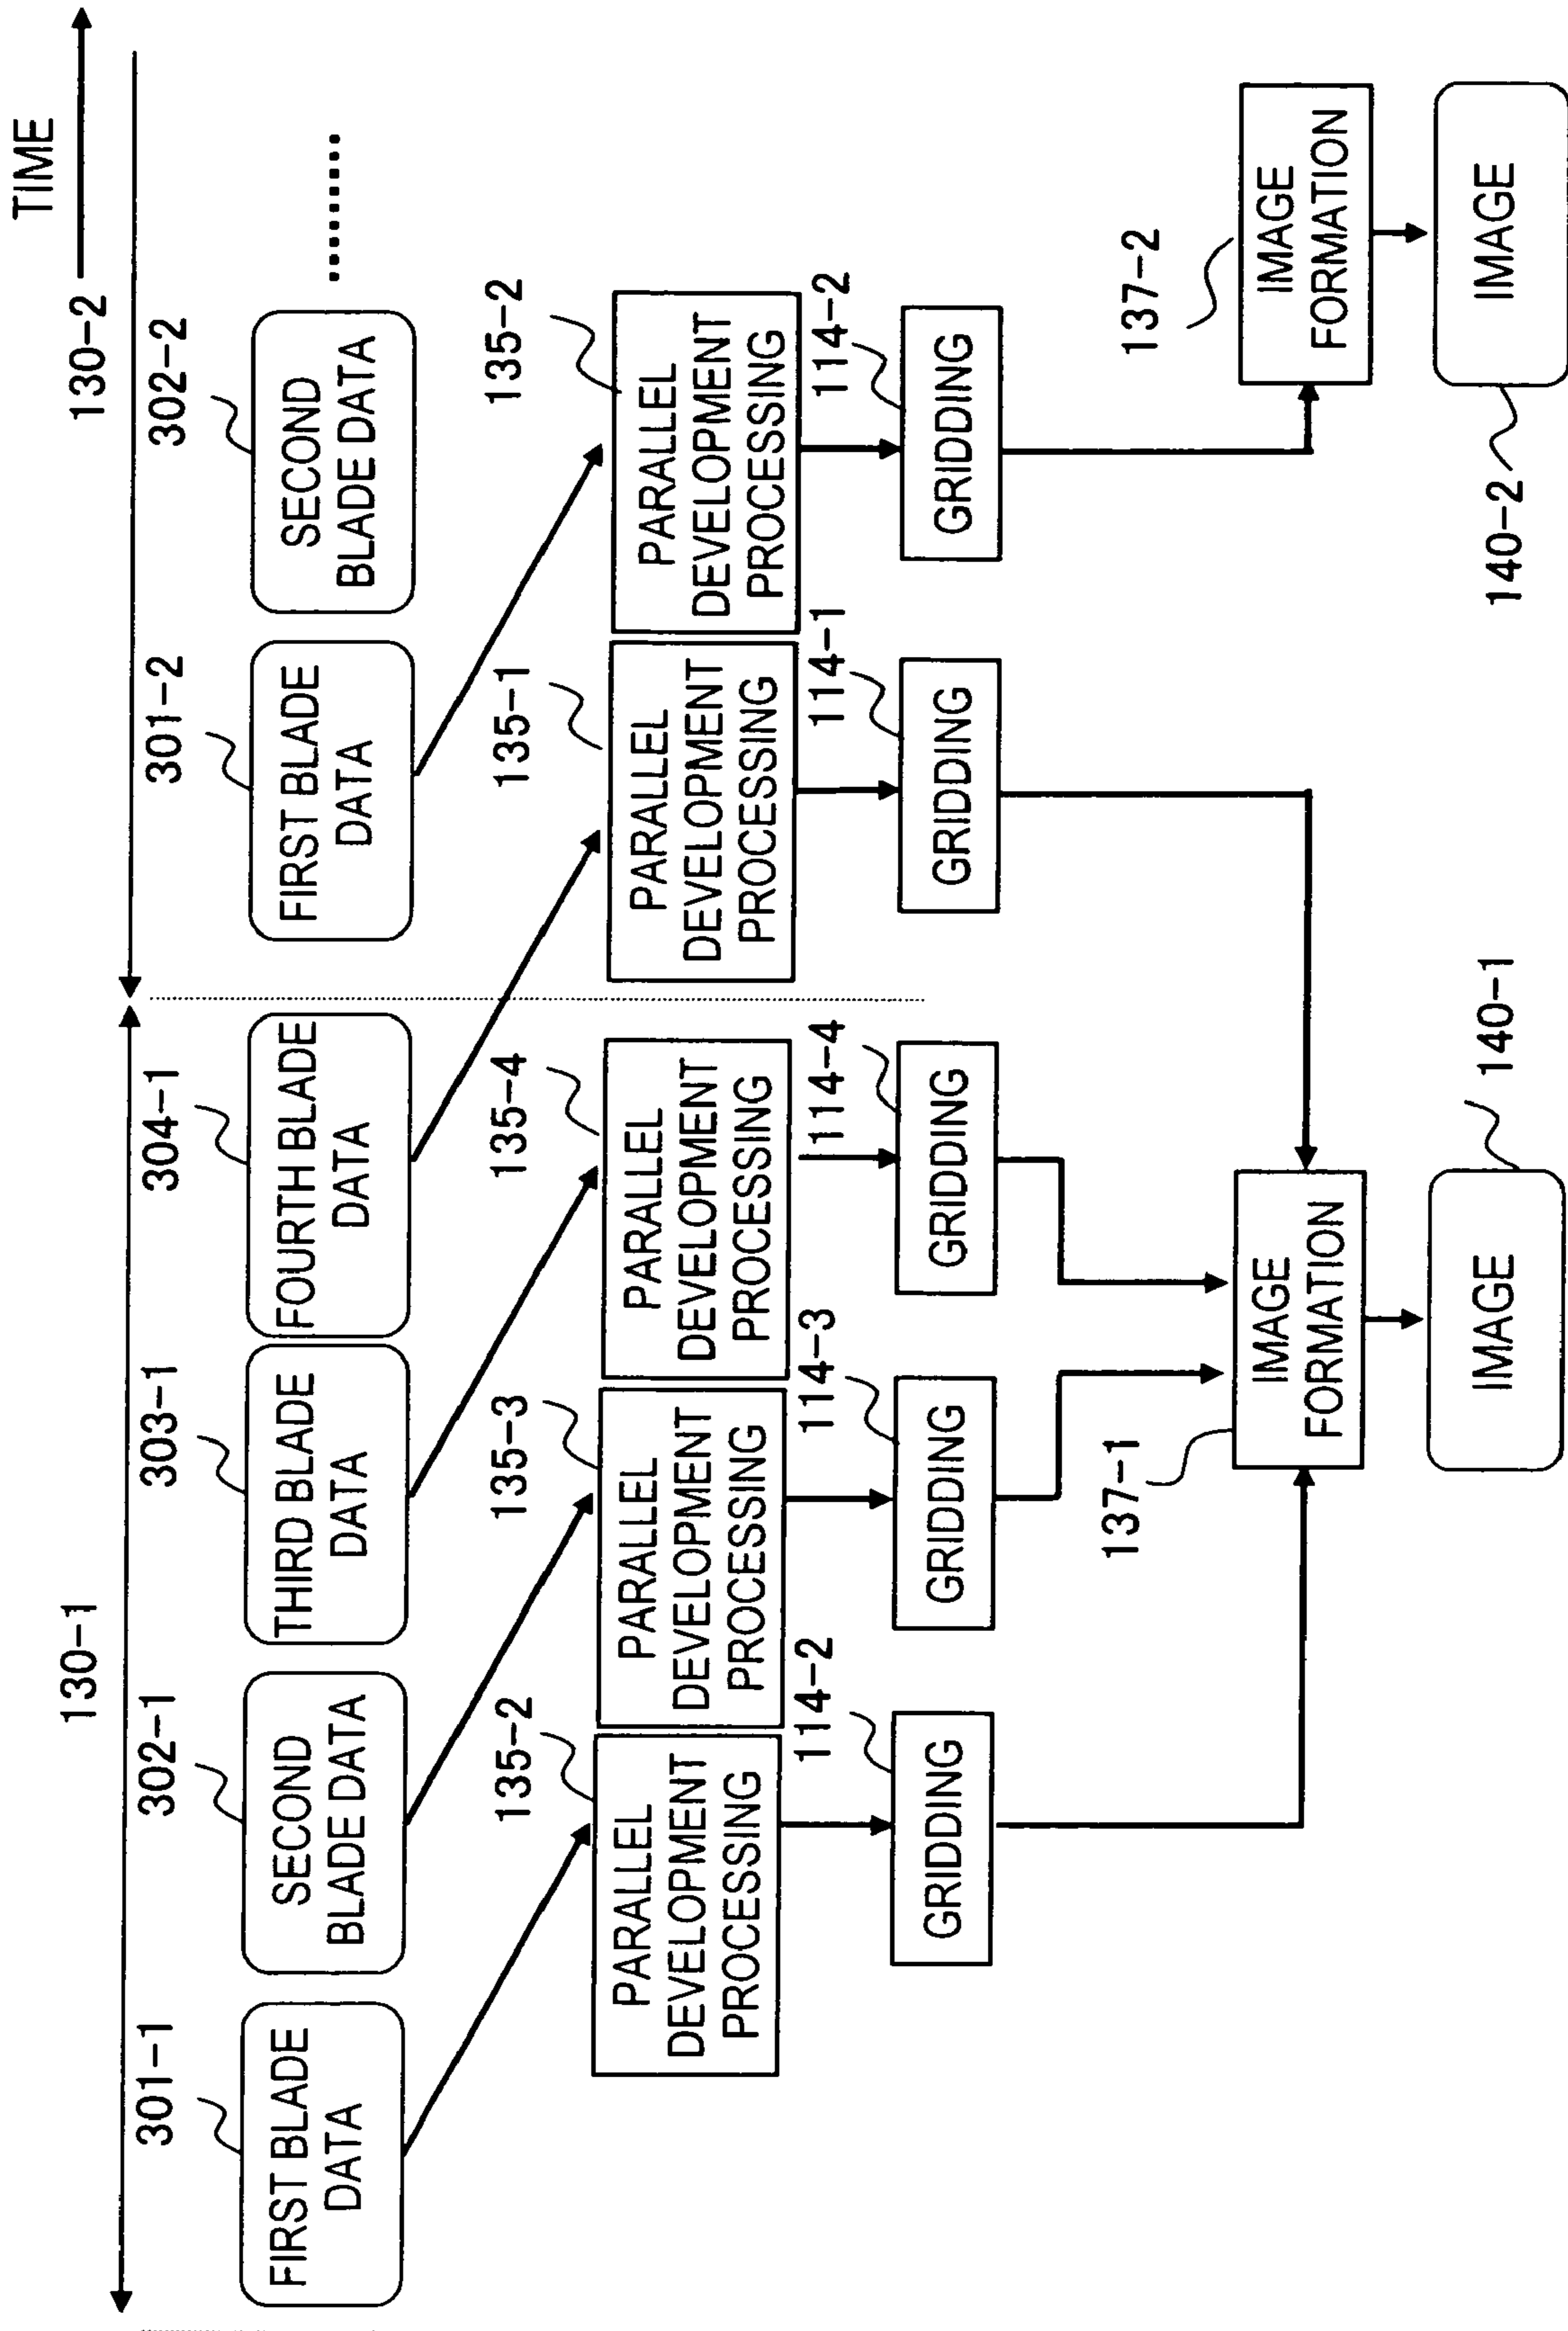 TIME
130-1
130-2
301-1
302-1
303-1
304-1
301-2
302-2
FIRST BLADE
DATA
SECOND
BLADE DATA
THIRD BLADE
DATA
FOURTH BLADE
DATA
FIRST BLADE
DATA
SECOND
BLADE DATA
.........
135-2
135-3
135-4
135-1
135-2
PARALLEL
DEVELOPMENT
PROCESSING
PARALLEL
DEVELOPMENT
PROCESSING
PARALLEL
DEVELOPMENT
PROCESSING
PARALLEL
DEVELOPMENT
PROCESSING
PARALLEL
DEVELOPMENT
PROCESSING
114-2
114-3
114-4
114-1
114-2
GRIDDING
GRIDDING
GRIDDING
GRIDDING
GRIDDING
137-1
137-2
IMAGE
FORMATION
IMAGE
FORMATION
140-1
140-2
IMAGE
IMAGE